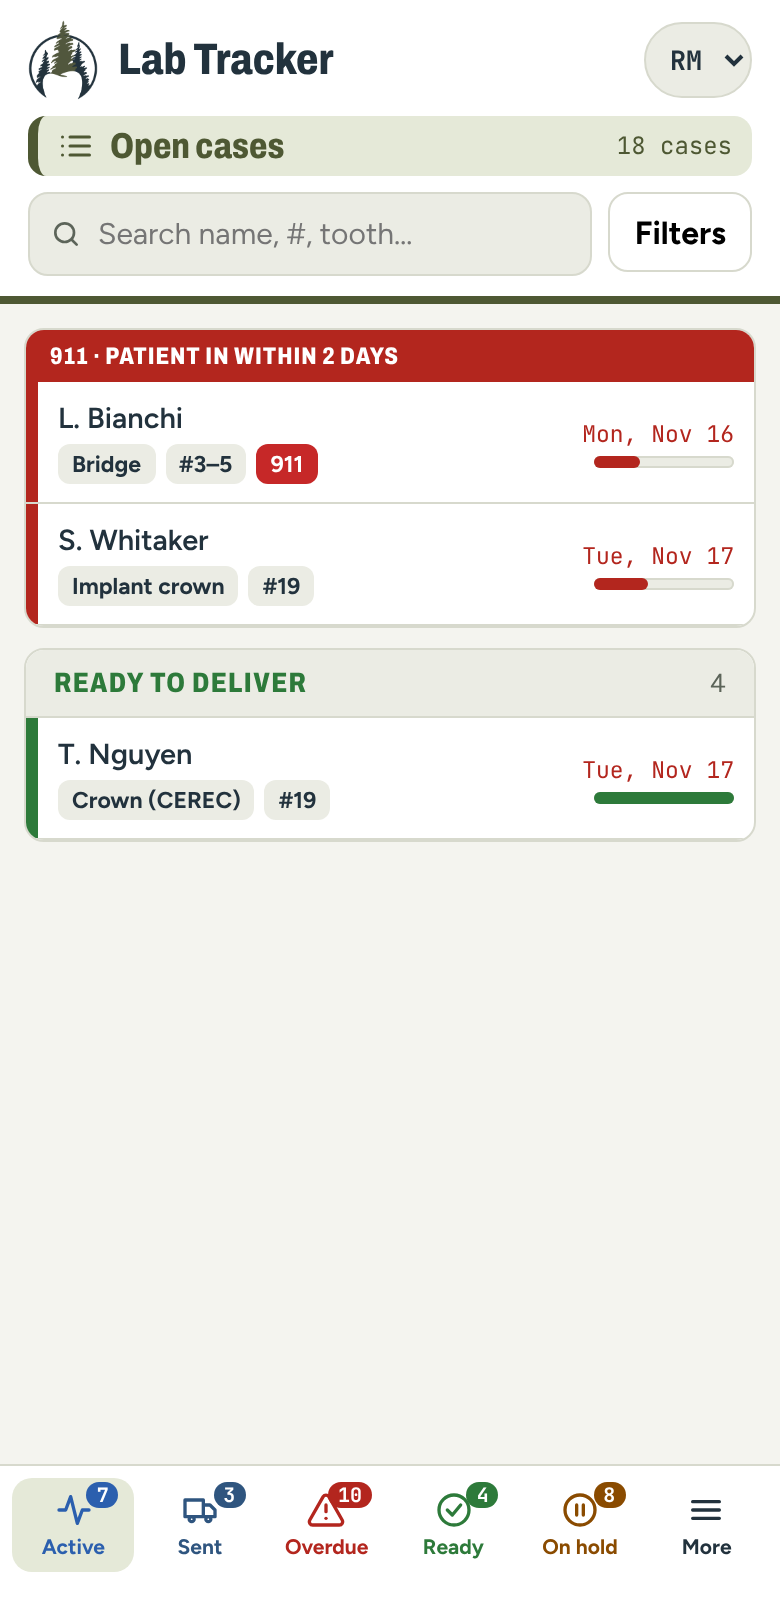 Lab Tracker
RM
Open cases
18 cases
Search name, #, tooth...
Filters
911 · PATIENT IN WITHIN 2 DAYS
L. Bianchi
Mon, Nov 16
Bridge #3–5 911
S. Whitaker
Tue, Nov 17
Implant crown #19
READY TO DELIVER 4
T. Nguyen
Tue, Nov 17
Crown (CEREC) #19
7 3 10 4 8
Active Sent Overdue Ready On hold More